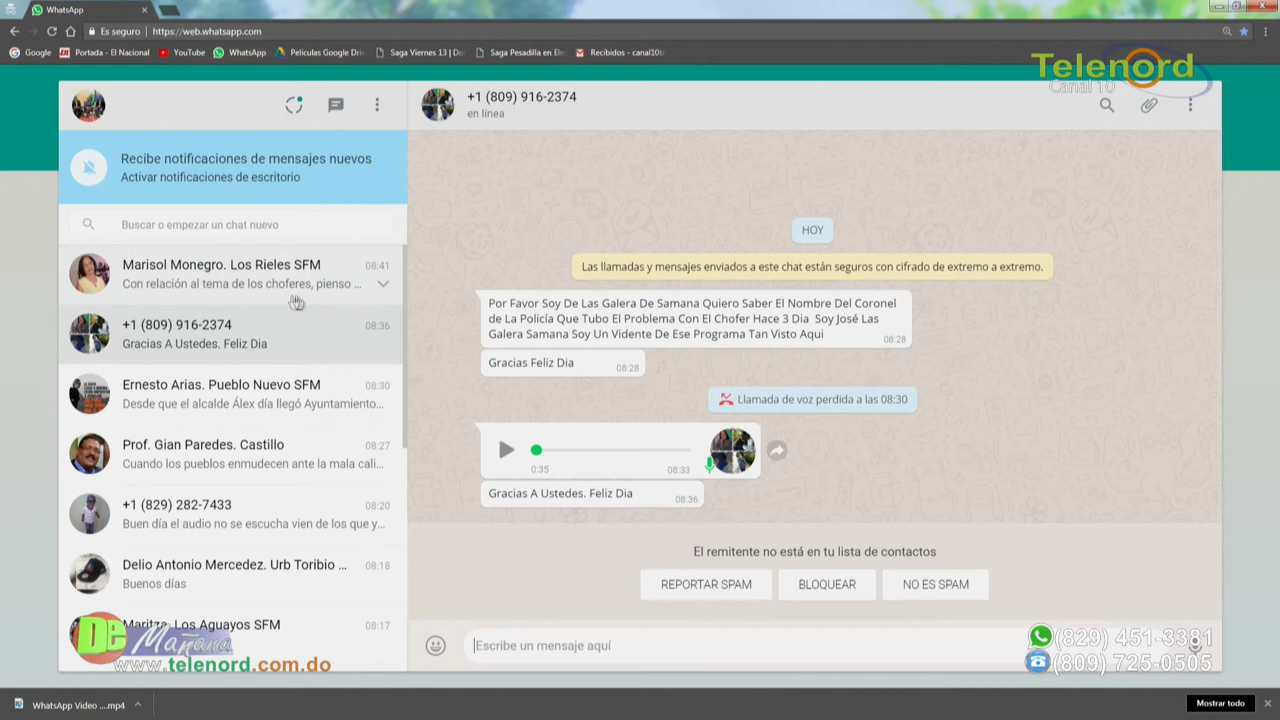 WhatsApp
Es seguro
https://web.whatsapp.com
Google
Portada - El Nacional
YouTube
WhatsApp
Peliculas Google Driv
Saga Viernes 13 | Do
Saga Pesadilla en Elm
Recibidos - canal10te
Telenord
Canal 10
+1 (809) 916-2374
en línea
Recibe notificaciones de mensajes nuevos
Activar notificaciones de escritorio
Buscar o empezar un chat nuevo
Marisol Monegro. Los Rieles SFM
08:41
Con relación al tema de los choferes, pienso ...
+1 (809) 916-2374
08:36
Gracias A Ustedes. Feliz Dia
Ernesto Arias. Pueblo Nuevo SFM
08:30
Desde que el alcalde Álex día llegó Ayuntamiento...
Prof. Gian Paredes. Castillo
08:27
Cuando los pueblos enmudecen ante la mala cali...
+1 (829) 282-7433
08:20
Buen día el audio no se escucha vien de los que y...
Delio Antonio Mercedez. Urb Toribio ...
08:18
Buenos días
Maritza. Los Aguayos SFM
08:17
De Mañana
www.telenord.com.do
HOY
Las llamadas y mensajes enviados a este chat están seguros con cifrado de extremo a extremo.
Por Favor Soy De Las Galera De Samana Quiero Saber El Nombre Del Coronel
de La Policía Que Tubo El Problema Con El Chofer Hace 3 Dia Soy José Las
Galera Samana Soy Un Vidente De Ese Programa Tan Visto Aqui
08:28
Gracias Feliz Dia
08:28
Llamada de voz perdida a las 08:30
0:35
08:33
Gracias A Ustedes. Feliz Dia
08:36
El remitente no está en tu lista de contactos
REPORTAR SPAM
BLOQUEAR
NO ES SPAM
Escribe un mensaje aquí
(829) 451-3381
(809) 725-0505
WhatsApp Video ....mp4
Mostrar todo